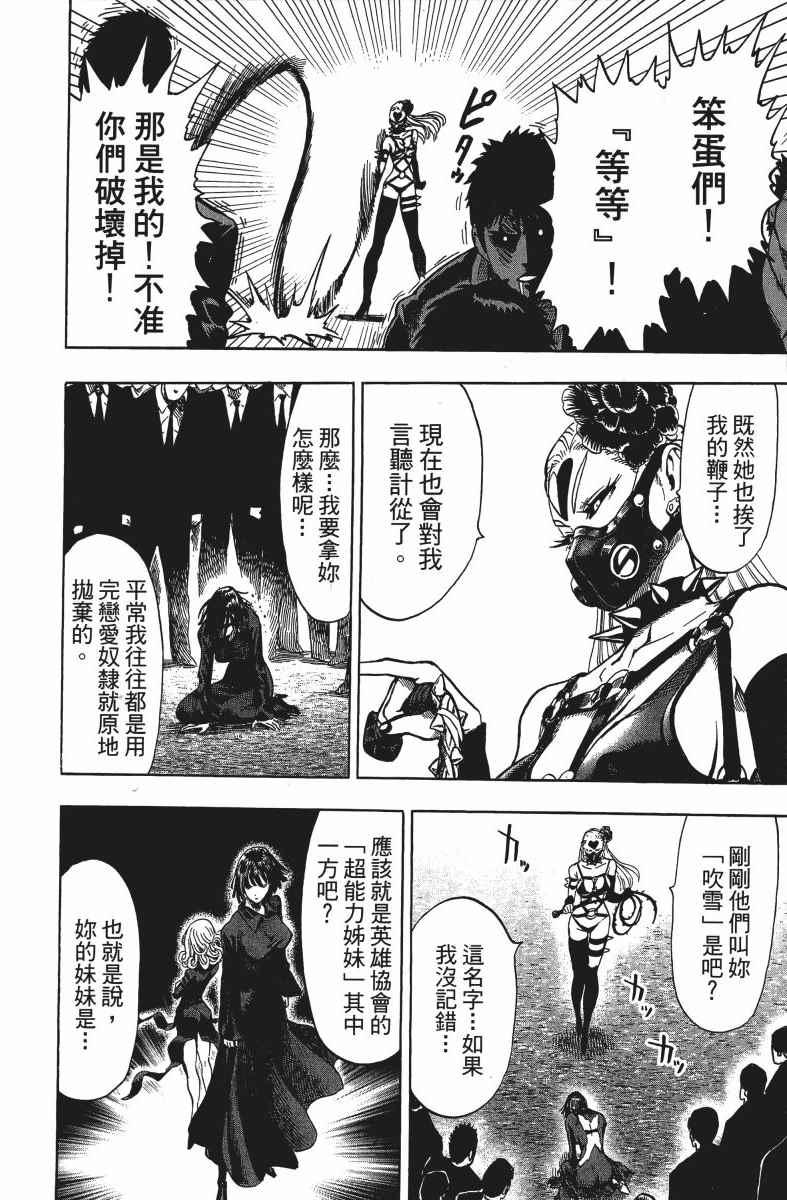 笨蛋們！
『等等』！
ピタッ
那是我的！不准
你們破壞掉！
既然她也挨了
我的鞭子…
現在也會對我
言聽計從了。
那麼…我要拿妳
怎麼樣呢…
平常我往往都是用
完戀愛奴隸就原地
拋棄的。
剛剛他們叫妳
「吹雪」是吧？
這名字…如果
我沒記錯…
應該就是英雄協會的
「超能力姊妹」其中
一方吧？
也就是說，
妳的妹妹是…